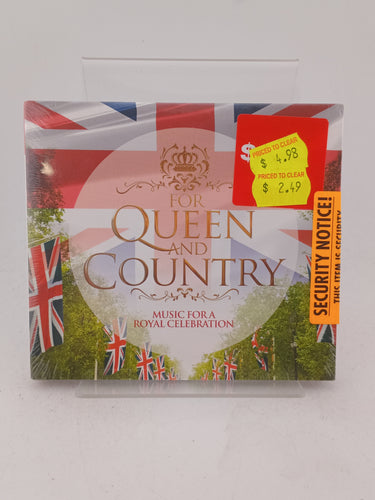 FOR
QUEEN
AND
COUNTRY
MUSIC FOR A
ROYAL CELEBRATION
PRICED TO CLEAR
$ 4.98
PRICED TO CLEAR
$ 2.49
SECURITY NOTICE!
THIS ITEM IS SECURITY